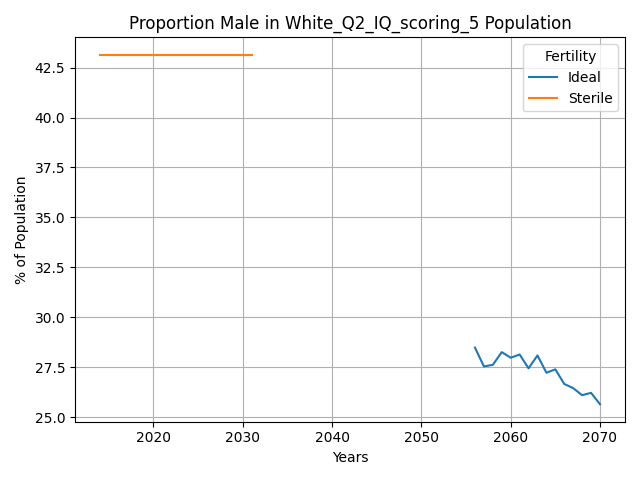 Proportion Male in White_Q2_IQ_scoring_5 Population
Fertility
Ideal
Sterile
42.5
40.0
37.5
35.0
32.5
30.0
27.5
25.0
% of Population
2020 2030 2040 2050 2060 2070
Years